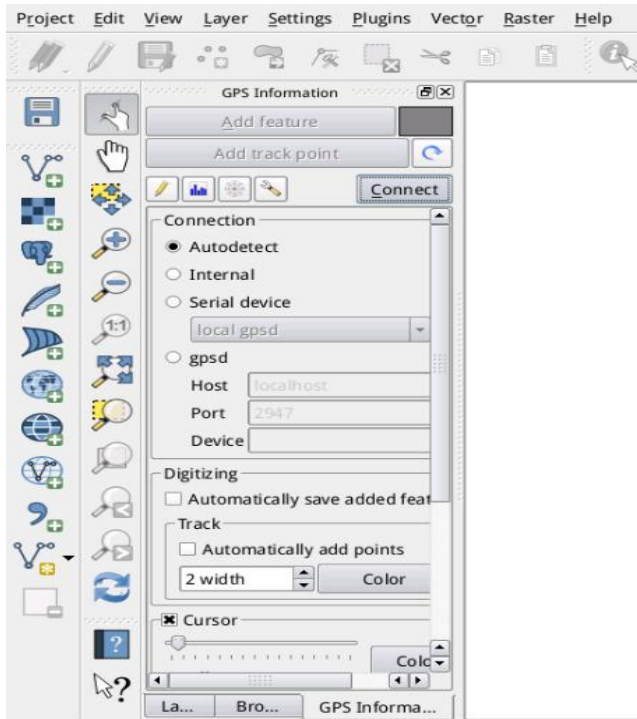 Project Edit View Layer Settings Plugins Vector Raster Help
GPS Information
Add feature
Add track point
Connect
Connection
Autodetect
Internal
Serial device
local gpsd
gpsd
Host localhost
Port 2947
Device
Digitizing
Automatically save added feat
Track
Automatically add points
2 width Color
Cursor
1:1
?
?
La... Bro... GPS Informa...